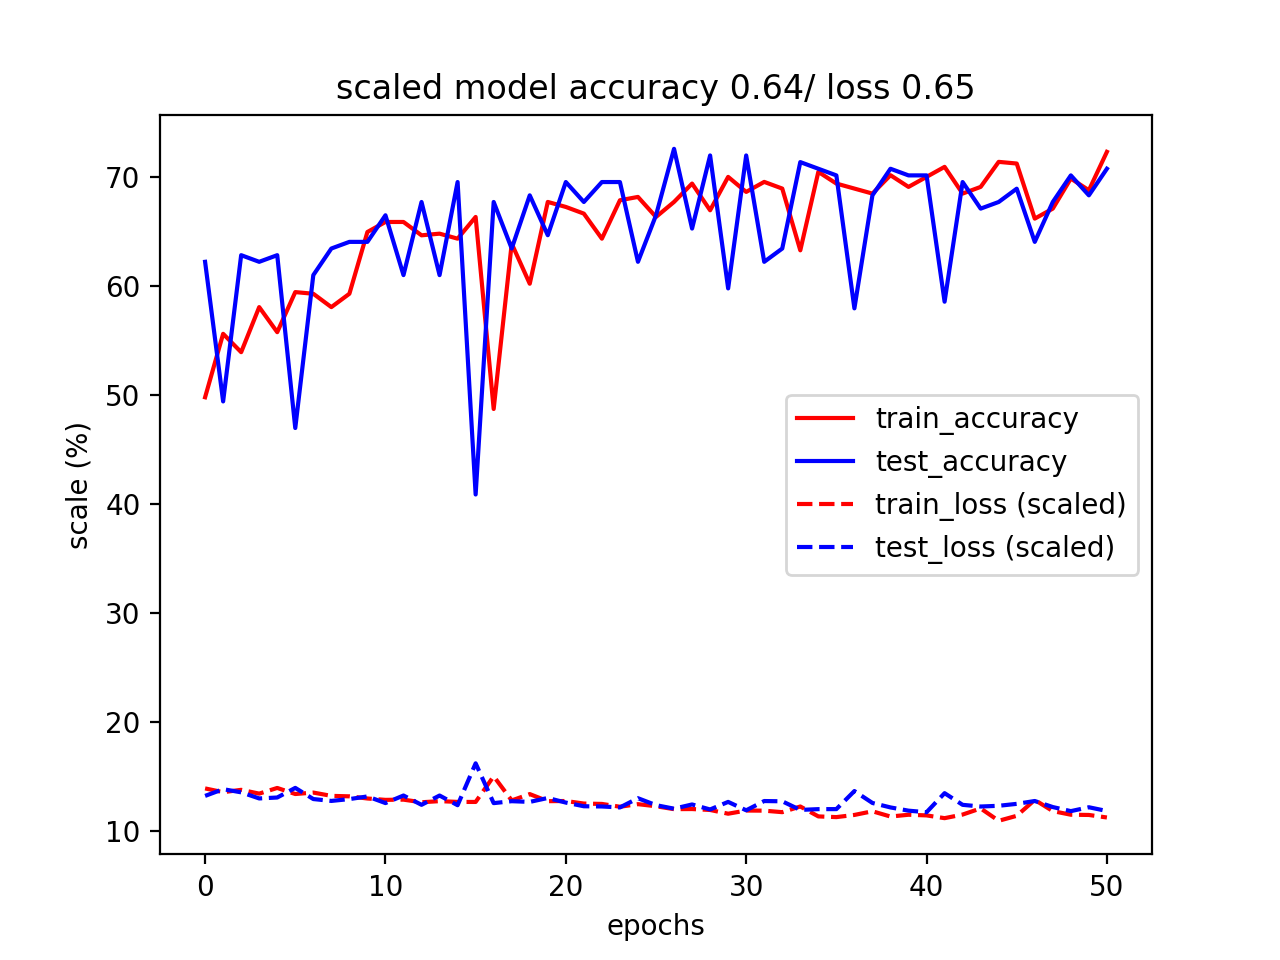 scaled model accuracy 0.64/ loss 0.65
70
60
50
40
30
20
10
scale (%)
train_accuracy
test_accuracy
train_loss (scaled)
test_loss (scaled)
0 10 20 30 40 50
epochs